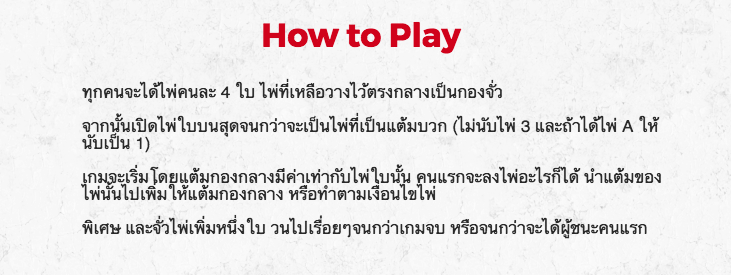 How to Play
ทุกคนจะได้ไพ่คนละ 4 ใบ ไพ่ที่เหลือวางไว้ตรงกลางเป็นกองจั่ว
จากนั้นเปิดไพ่ใบบนสุดจนกว่าจะเป็นไพ่ที่เป็นแต้มบวก (ไม่นับไพ่ 3 และถ้าได้ไพ่ A ให้
นับเป็น 1)
เกมจะเริ่มโดยแต้มกองกลางมีค่าเท่ากับไพ่ใบนั้น คนแรกจะลงไพ่อะไรก็ได้ นำแต้มของ
ไพ่นั้นไปเพิ่มให้แต้มกองกลาง หรือทำตามเงื่อนไขไพ่
พิเศษ และจั่วไพ่เพิ่มหนึ่งใบ วนไปเรื่อยๆจนกว่าเกมจบ หรือจนกว่าจะได้ผู้ชนะคนแรก